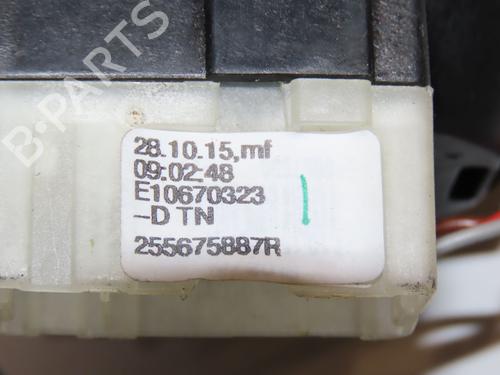 B-PARTS
28.10.15,mf
09:02:48
E10670323
-D TN
255675887R